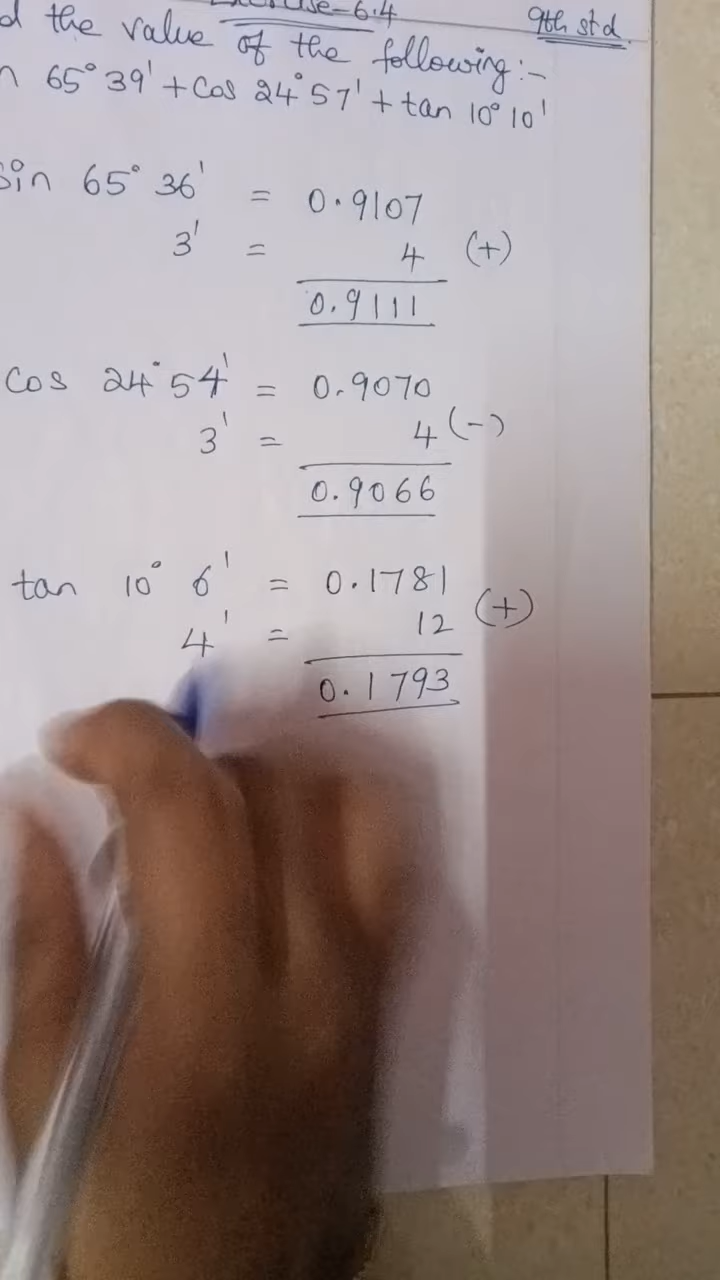 Exercise-6.4
9th std
d the value of the following:-
n 65° 39' + cos 24° 57' + tan 10° 10'
Sin 65° 36' = 0.9107
3' = 4 (+)
0.9111
cos 24° 54' = 0.9070
3' = 4 (-)
0.9066
tan 10° 6' = 0.1781
4' = 12 (+)
0.1793